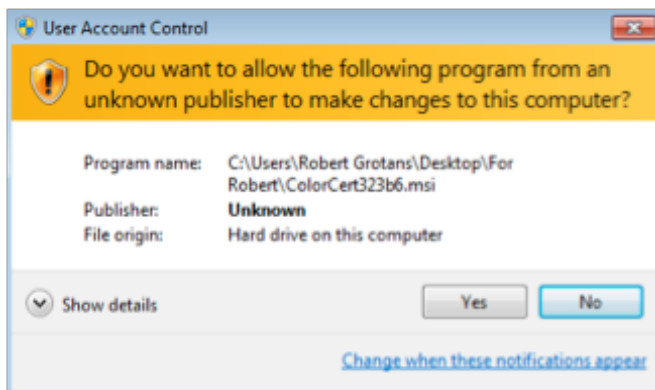 User Account Control
Do you want to allow the following program from an
unknown publisher to make changes to this computer?
Program name: C:\Users\Robert Grotans\Desktop\For
Robert\ColorCert323b6.msi
Publisher: Unknown
File origin: Hard drive on this computer
Show details Yes No
Change when these notifications appear